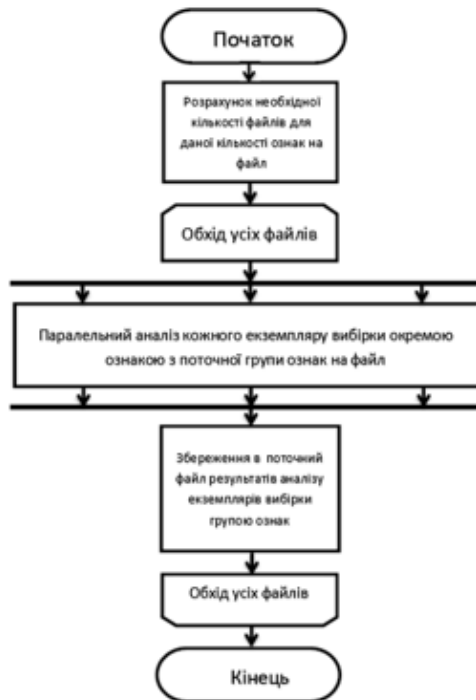 Початок
Розрахунок необхідної
кількості файлів для
даної кількості ознак на
файл
Обхід усіх файлів
Паралельний аналіз кожного екземпляру вибірки окремою
ознакою з поточної групи ознак на файл
Збереження в поточний
файл результатів аналізу
екземплярів вибірки
групою ознак
Обхід усіх файлів
Кінець